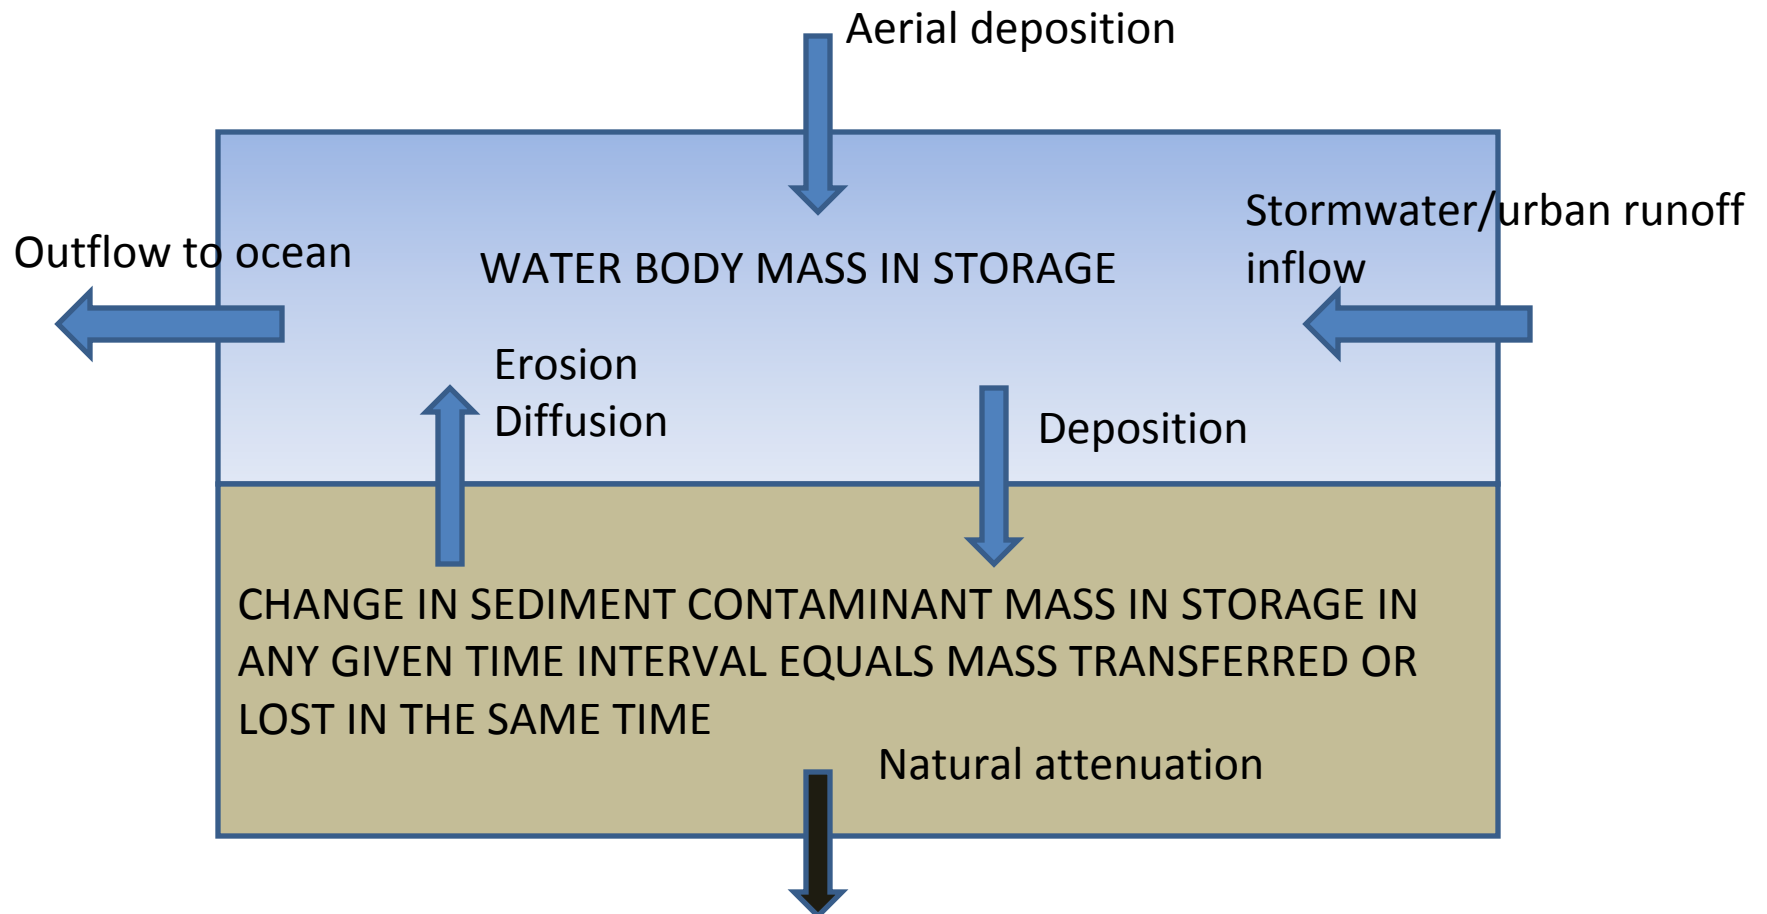 Aerial deposition
Stormwater/urban runoff
inflow
Outflow to ocean
WATER BODY MASS IN STORAGE
Erosion
Diffusion
Deposition
CHANGE IN SEDIMENT CONTAMINANT MASS IN STORAGE IN
ANY GIVEN TIME INTERVAL EQUALS MASS TRANSFERRED OR
LOST IN THE SAME TIME
Natural attenuation